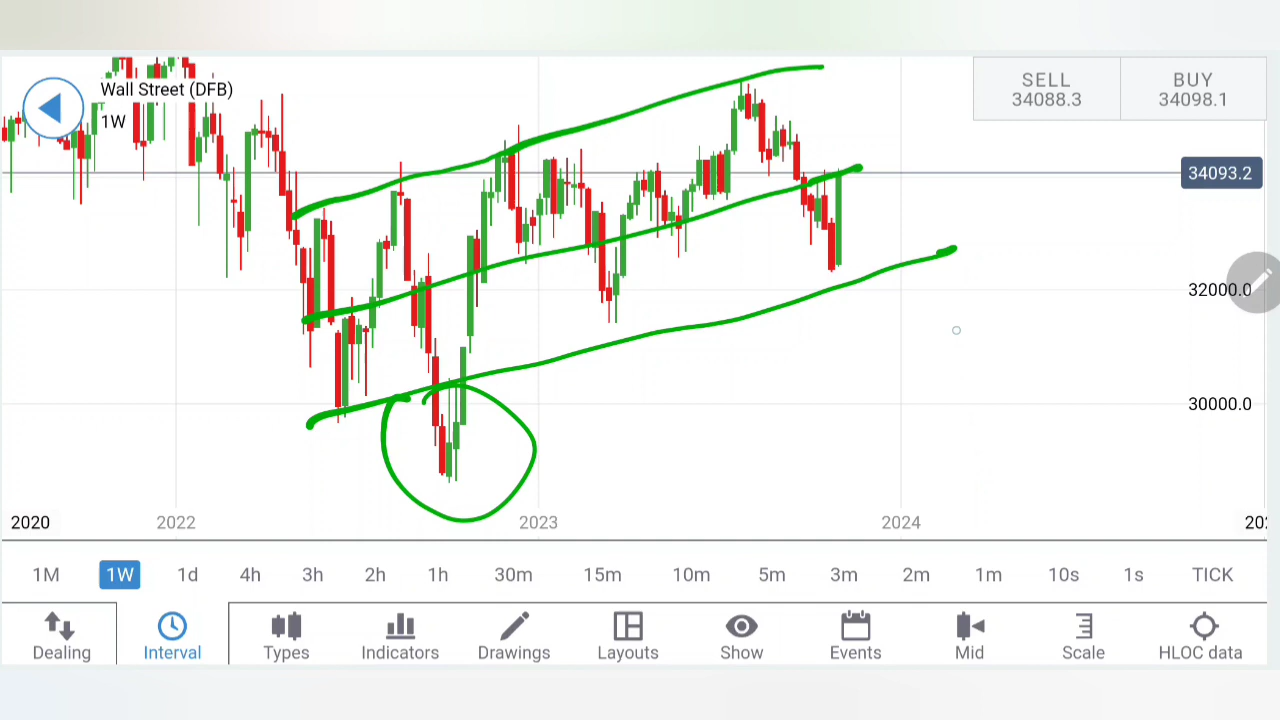 Wall Street (DFB)
1W
SELL
34088.3
BUY
34098.1
34093.2
32000.0
30000.0
2020 2022 2023 2024
1M 1W 1d 4h 3h 2h 1h 30m 15m 10m 5m 3m 2m 1m 10s 1s TICK
Dealing Interval Types Indicators Drawings Layouts Show Events Mid Scale HLOC data